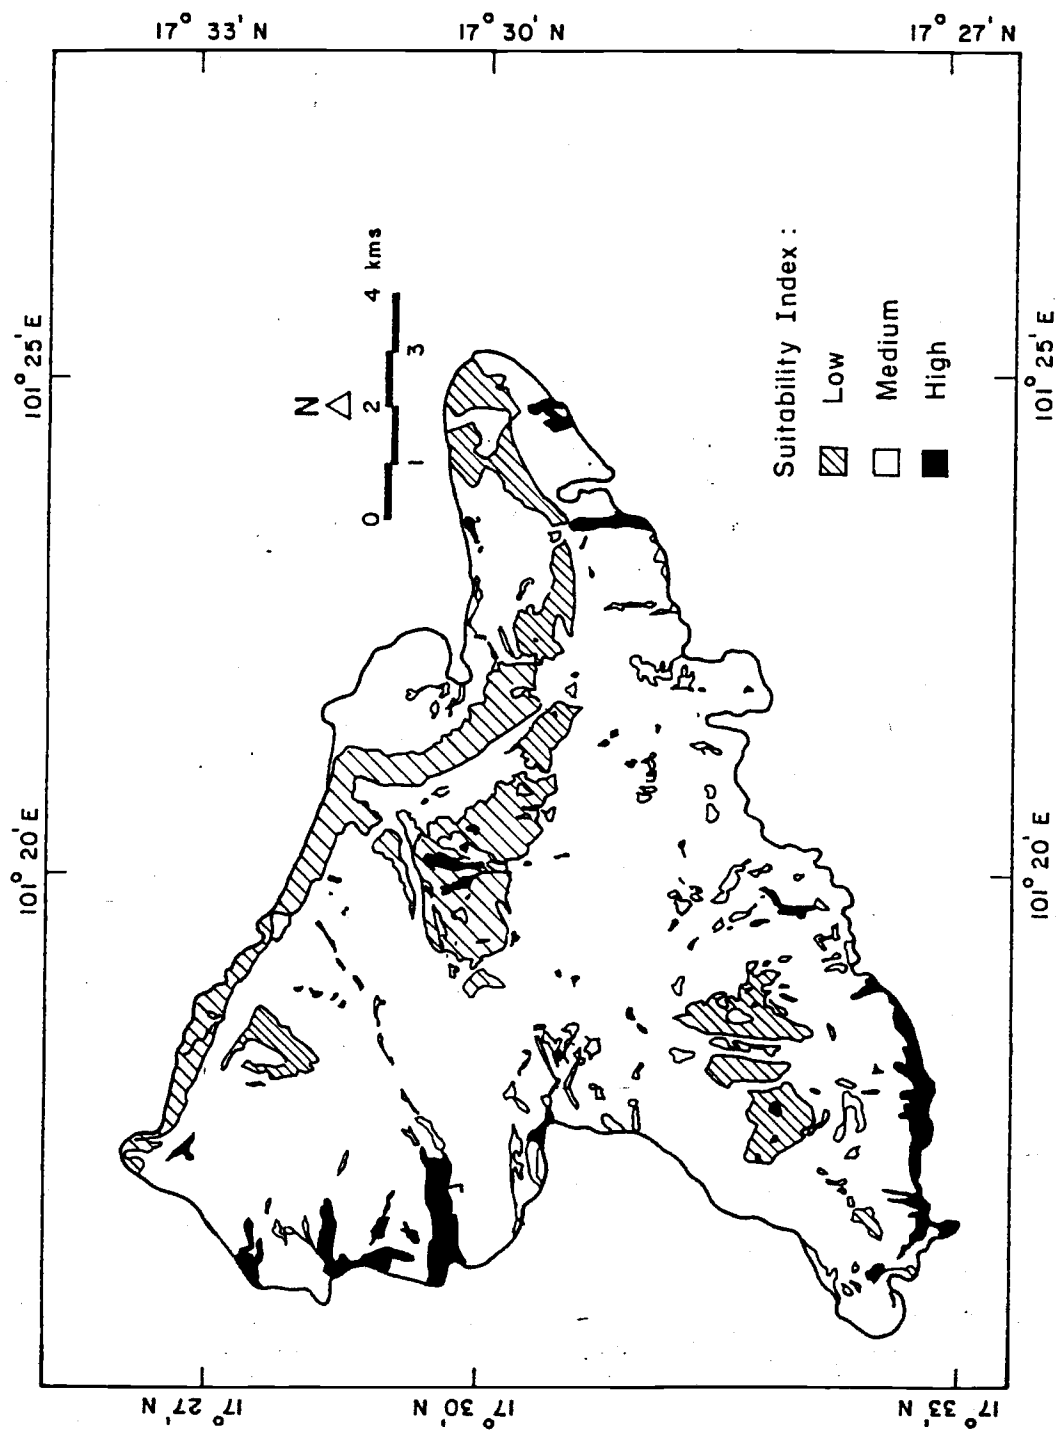 17° 33' N
17° 30' N
17° 27' N
101° 25' E
101° 20' E
N
0 1 2 3 4 kms
Suitability Index :
Low
Medium
High
101° 25' E
101° 20' E
17° 27' N
17° 30' N
17° 33' N